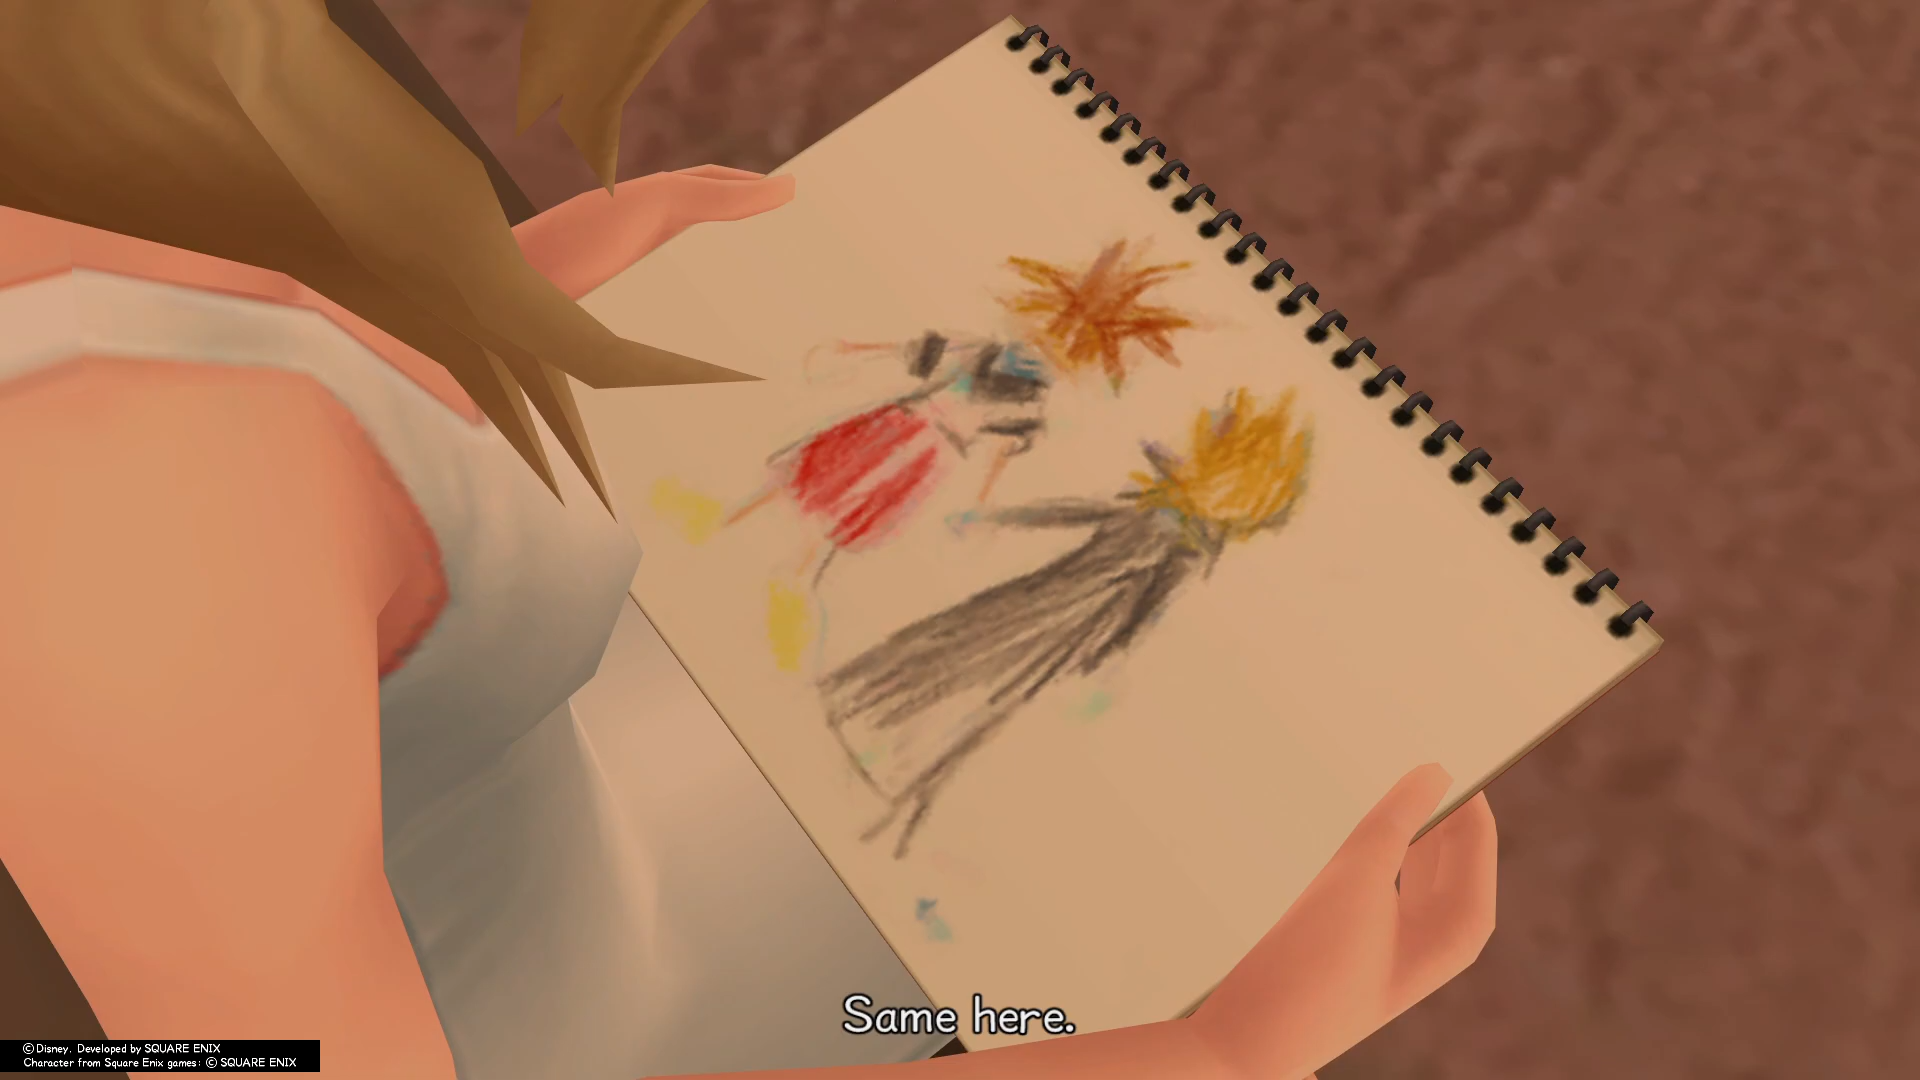 Same here.
©Disney. Developed by SQUARE ENIX
Character from Square Enix games: © SQUARE ENIX